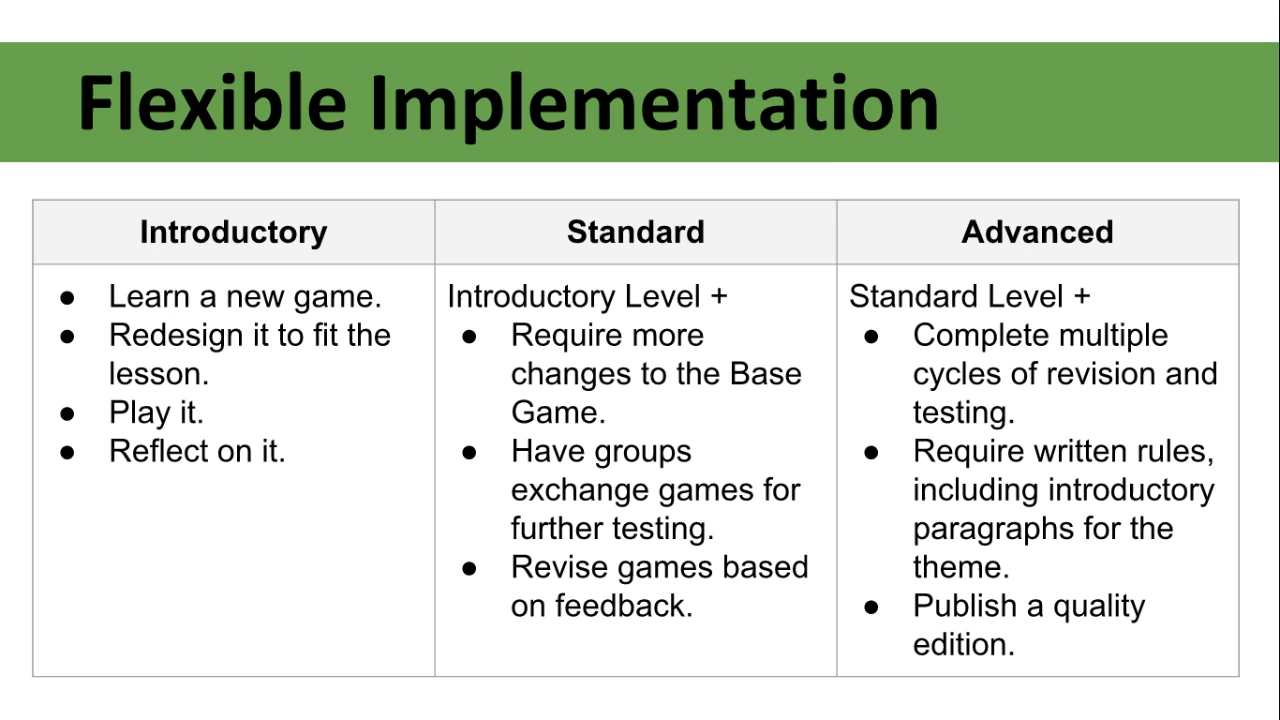 Flexible Implementation
Introductory
Standard
Advanced
● Learn a new game.
● Redesign it to fit the
lesson.
● Play it.
● Reflect on it.
Introductory Level +
● Require more
changes to the Base
Game.
● Have groups
exchange games for
further testing.
● Revise games based
on feedback.
Standard Level +
● Complete multiple
cycles of revision and
testing.
● Require written rules,
including introductory
paragraphs for the
theme.
● Publish a quality
edition.